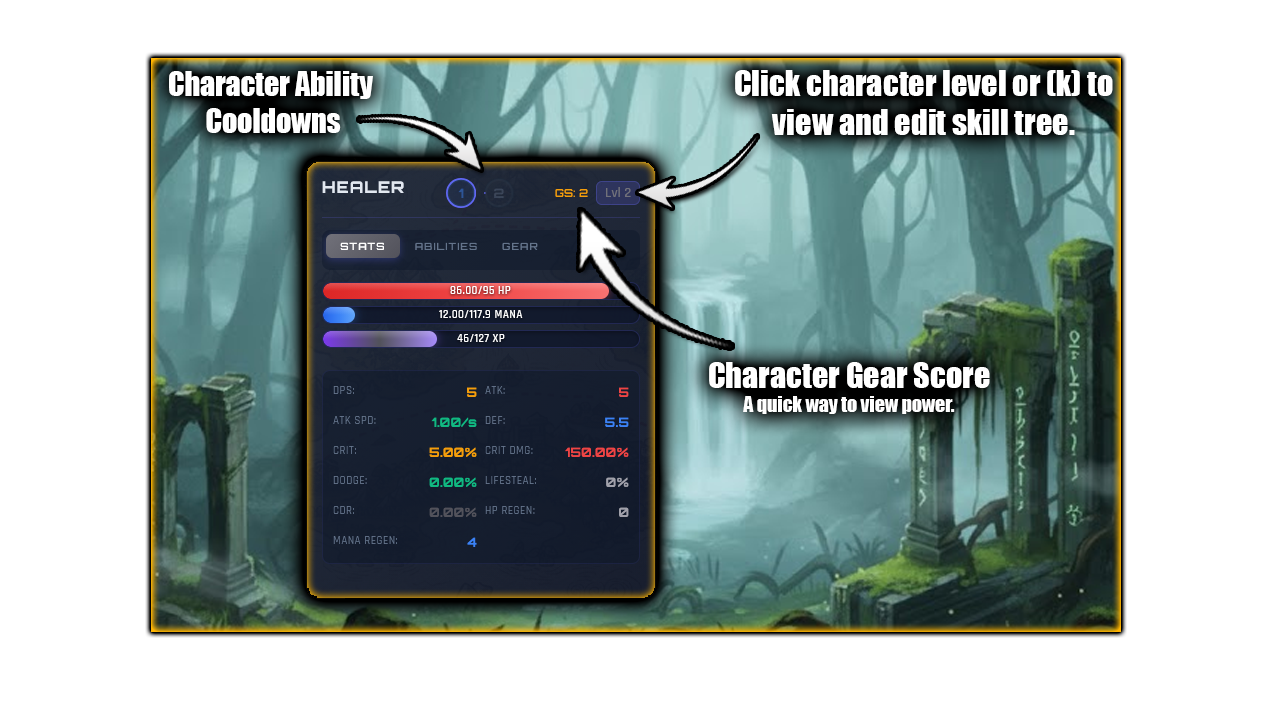 Character Ability
Cooldowns
Click character level or (k) to
view and edit skill tree.
HEALER
1 · 2
GS: 2
Lvl 2
STATS ABILITIES GEAR
86.00/95 HP
12.00/117.9 MANA
46/127 XP
DPS: 5 ATK: 5
ATK SPD: 1.00/s DEF: 5.5
CRIT: 5.00% CRIT DMG: 150.00%
DODGE: 0.00% LIFESTEAL: 0%
CDR: 0.00% HP REGEN: 0
MANA REGEN: 4
Character Gear Score
A quick way to view power.